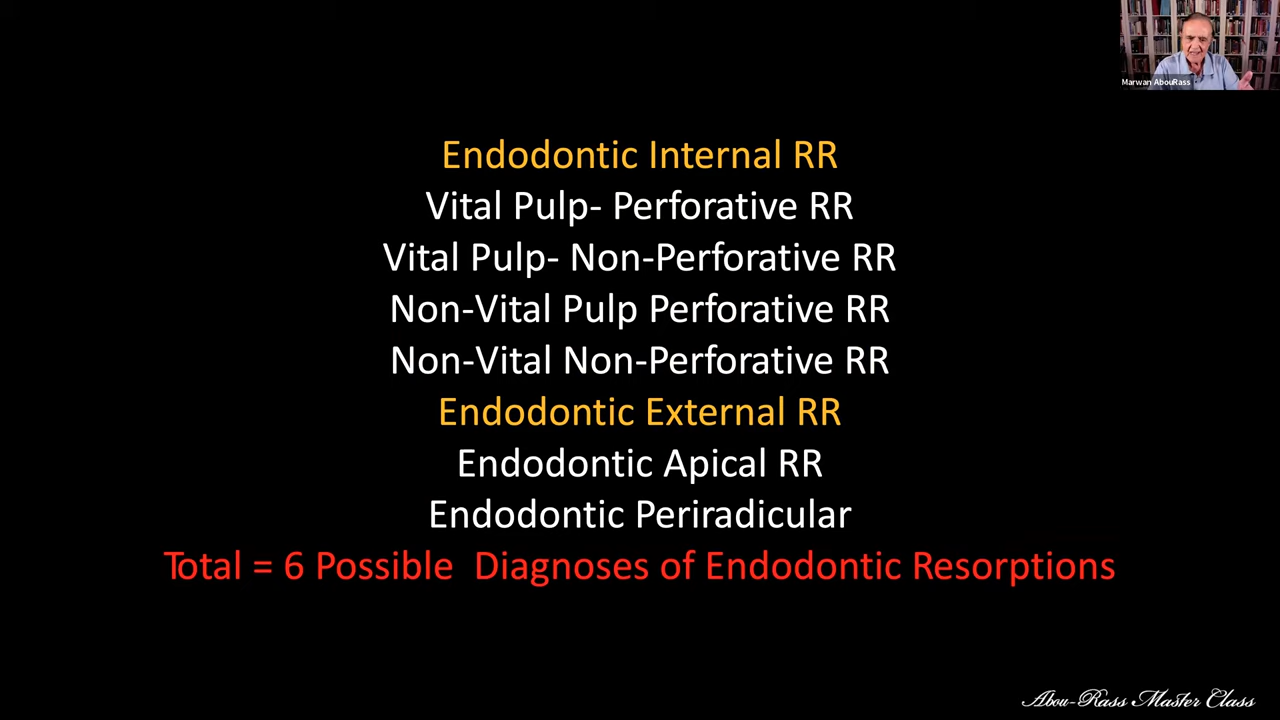 Marwan AbouRass
Endodontic Internal RR
Vital Pulp- Perforative RR
Vital Pulp- Non-Perforative RR
Non-Vital Pulp Perforative RR
Non-Vital Non-Perforative RR
Endodontic External RR
Endodontic Apical RR
Endodontic Periradicular
Total = 6 Possible  Diagnoses of Endodontic Resorptions
Abou-Rass Master Class